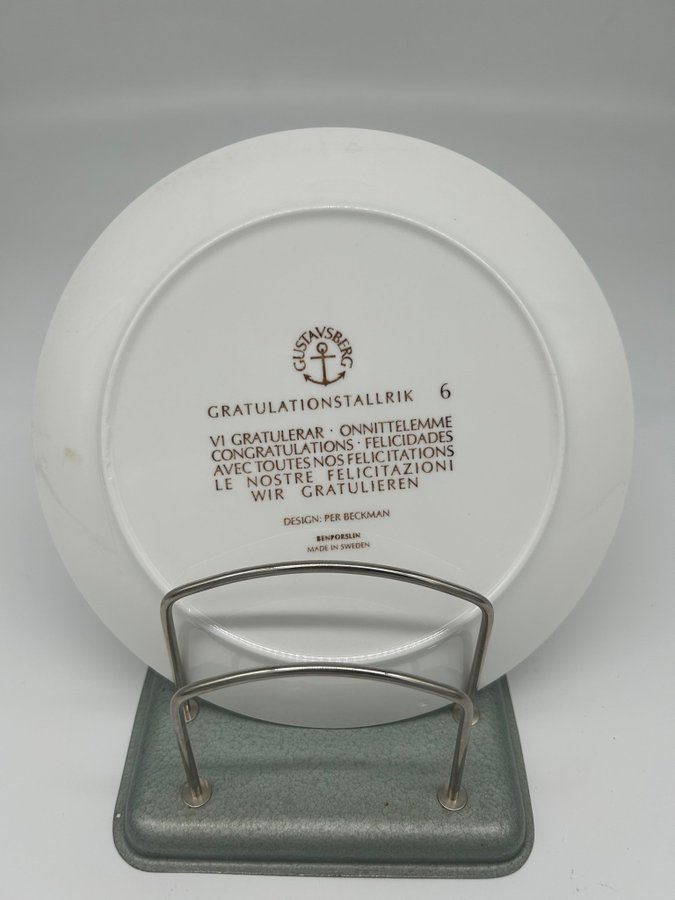 GUSTAVSBERG
GRATULATIONSTALLRIK 6
VI GRATULERAR · ONNITTELEMME
CONGRATULATIONS · FELICIDADES
AVEC TOUTES NOS FELICITATIONS
LE NOSTRE FELICITAZIONI
WIR GRATULIEREN
DESIGN: PER BECKMAN
BENPORSLIN
MADE IN SWEDEN